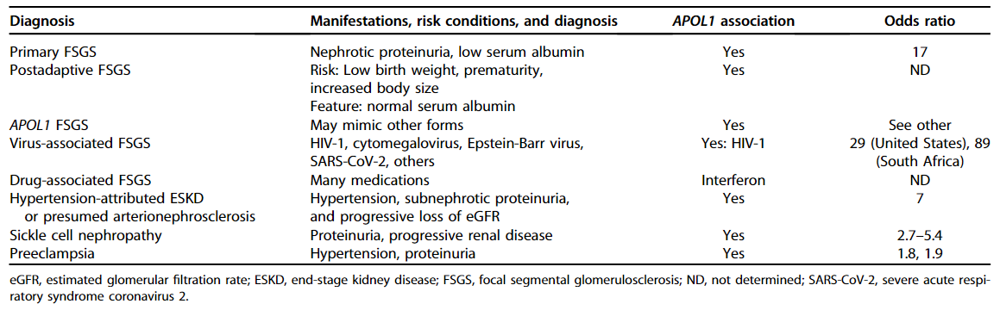 Diagnosis Manifestations, risk conditions, and diagnosis APOL1 association Odds ratio
Primary FSGS Nephrotic proteinuria, low serum albumin Yes 17
Postadaptive FSGS Risk: Low birth weight, prematurity, Yes ND
increased body size
Feature: normal serum albumin
APOL1 FSGS May mimic other forms Yes See other
Virus-associated FSGS HIV-1, cytomegalovirus, Epstein-Barr virus, Yes: HIV-1 29 (United States), 89
SARS-CoV-2, others (South Africa)
Drug-associated FSGS Many medications Interferon ND
Hypertension-attributed ESKD Hypertension, subnephrotic proteinuria, Yes 7
or presumed arterionephrosclerosis and progressive loss of eGFR
Sickle cell nephropathy Proteinuria, progressive renal disease Yes 2.7–5.4
Preeclampsia Hypertension, proteinuria Yes 1.8, 1.9
eGFR, estimated glomerular filtration rate; ESKD, end-stage kidney disease; FSGS, focal segmental glomerulosclerosis; ND, not determined; SARS-CoV-2, severe acute respi-
ratory syndrome coronavirus 2.